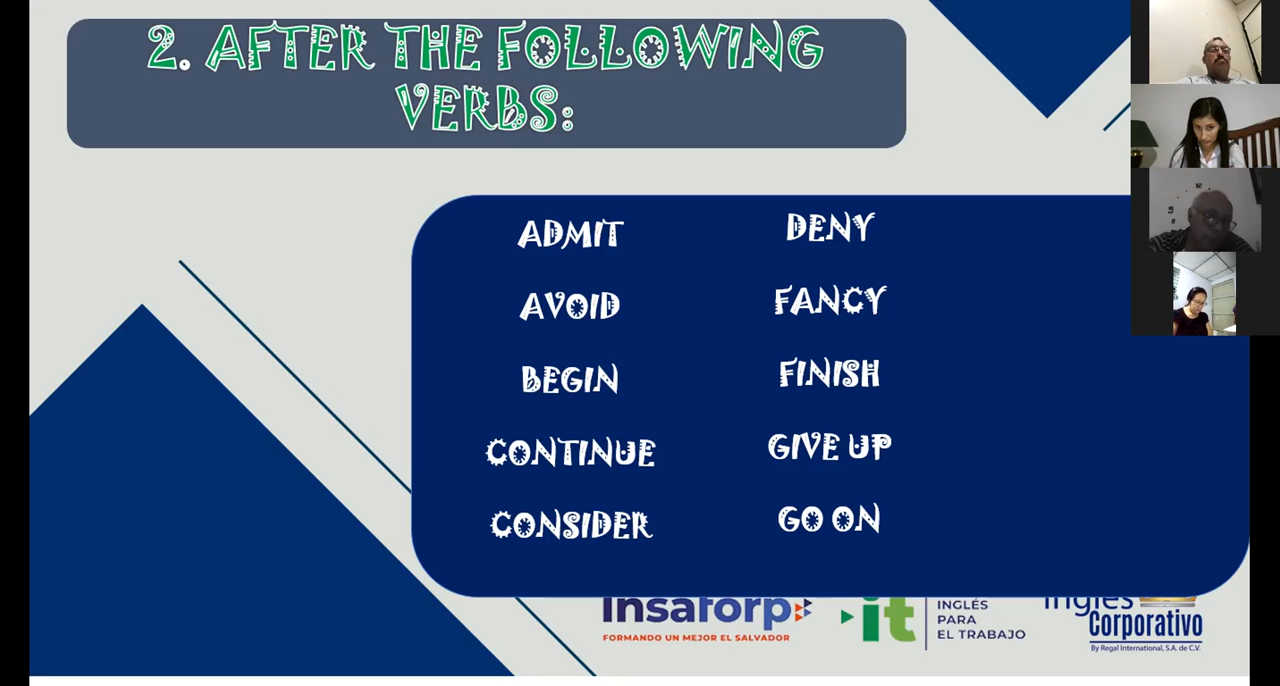 2. AFTER THE FOLLOWING
VERBS:
ADMIT
AVOID
BEGIN
CONTINUE
CONSIDER
DENY
FANCY
FINISH
GIVE UP
GO ON
Insaforp
FORMANDO UN MEJOR EL SALVADOR
it
INGLÉS
PARA
EL TRABAJO
Inglés
Corporativo
By Regal International, S.A. de C.V.